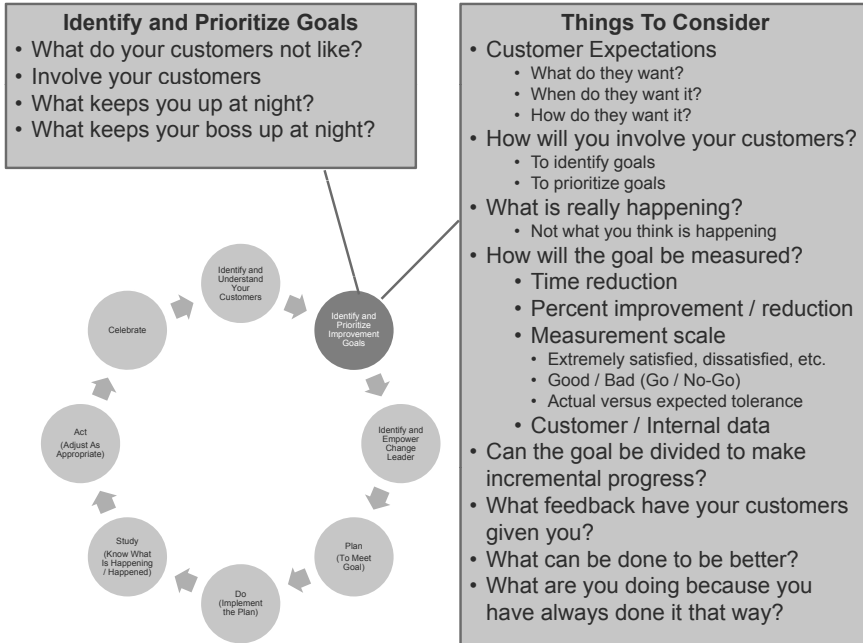 Identify and Prioritize Goals
• What do your customers not like?
• Involve your customers
• What keeps you up at night?
• What keeps your boss up at night?
Things To Consider
• Customer Expectations
• What do they want?
• When do they want it?
• How do they want it?
• How will you involve your customers?
• To identify goals
• To prioritize goals
• What is really happening?
• Not what you think is happening
• How will the goal be measured?
• Time reduction
• Percent improvement / reduction
• Measurement scale
• Extremely satisfied, dissatisfied, etc.
• Good / Bad (Go / No-Go)
• Actual versus expected tolerance
• Customer / Internal data
• Can the goal be divided to make
incremental progress?
• What feedback have your customers
given you?
• What can be done to be better?
• What are you doing because you
have always done it that way?
Identify and
Understand
Your
Customers
Identify and
Prioritize
Improvement
Goals
Identify and
Empower
Change
Leader
Plan
(To Meet
Goal)
Do
(Implement
the Plan)
Study
(Know What
Is Happening
/ Happened)
Act
(Adjust As
Appropriate)
Celebrate